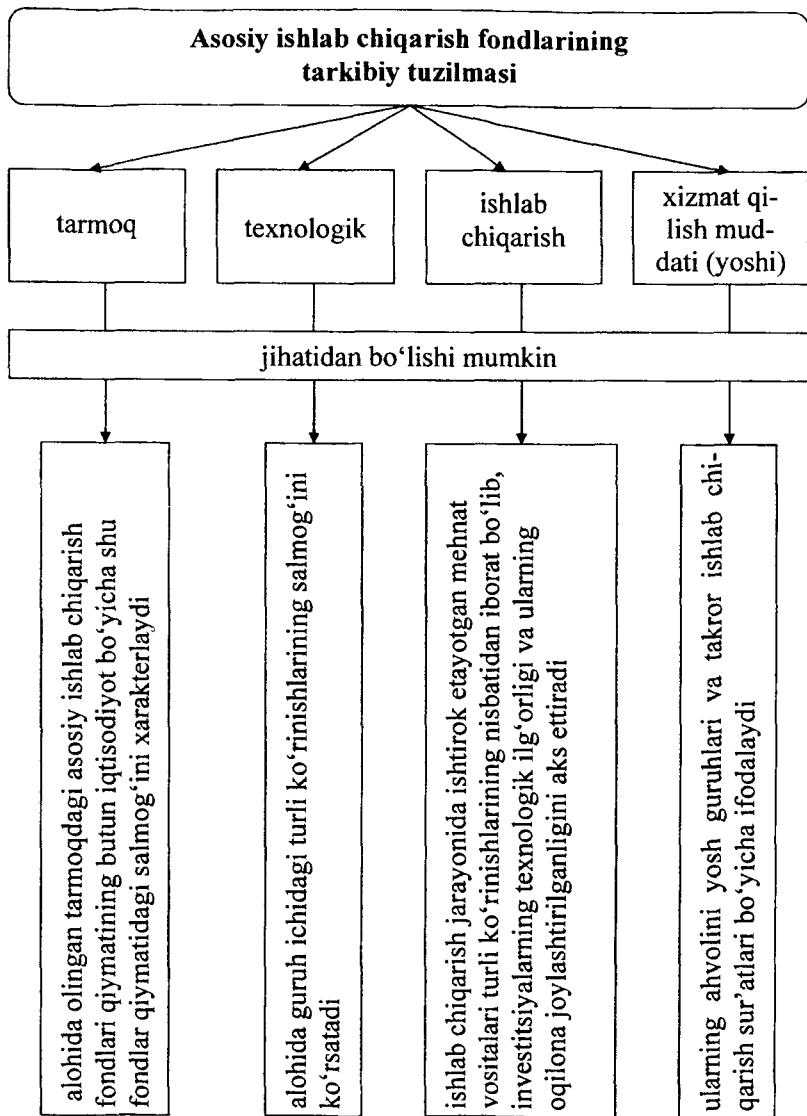 Asosiy ishlab chiqarish fondlarining
tarkibiy tuzilmasi
tarmoq
texnologik
ishlab
chiqarish
xizmat qi-
lish mud-
dati (yoshi)
jihatidan bo‘lishi mumkin
alohida olingan tarmoqdagi asosiy ishlab chiqarish
fondlari qiymatining butun iqtisodiyot bo‘yicha shu
fondlar qiymatidagi salmog‘ini xarakterlaydi
alohida guruh ichidagi turli ko‘rinishlarining salmog‘ini
ko‘rsatadi
ishlab chiqarish jarayonida ishtirok etayotgan mehnat
vositalari turli ko‘rinishlarining nisbatidan iborat bo‘lib,
investitsiyalarning texnologik ilg‘orligi va ularning
oqilona joylashtirilganligini aks ettiradi
ularning ahvolini yosh guruhlari va takror ishlab chi-
qarish sur’atlari bo‘yicha ifodalaydi